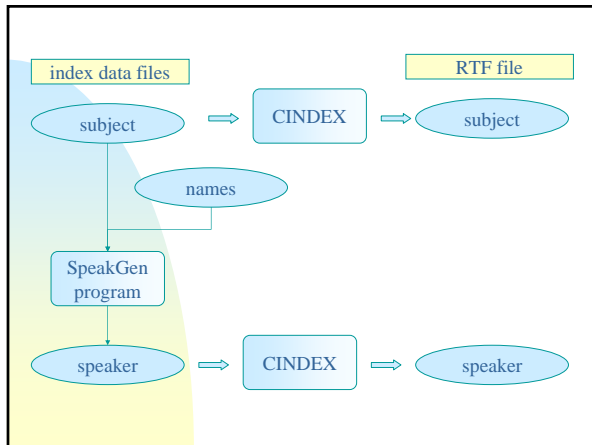 index data files
RTF file
subject
CINDEX
subject
names
SpeakGen
program
speaker
CINDEX
speaker